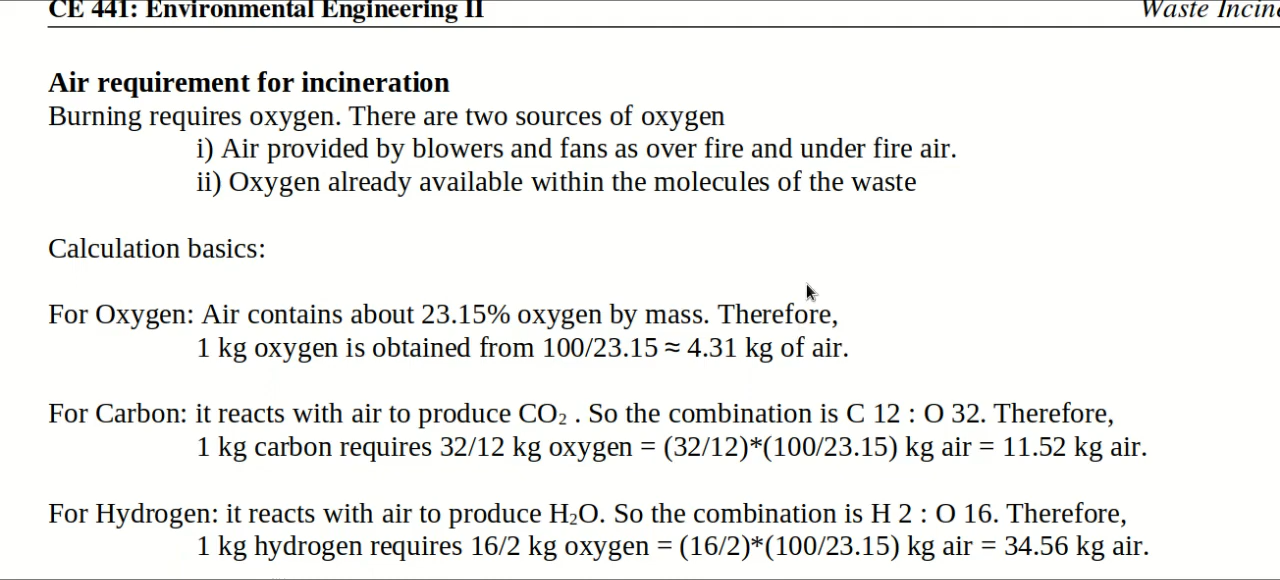 CE 441: Environmental Engineering II
Waste
Air requirement for incineration
Burning requires oxygen. There are two sources of oxygen
i) Air provided by blowers and fans as over fire and under fire air.
ii) Oxygen already available within the molecules of the waste
Calculation basics:
For Oxygen: Air contains about 23.15% oxygen by mass. Therefore,
1 kg oxygen is obtained from 100/23.15 ≈ 4.31 kg of air.
For Carbon: it reacts with air to produce CO₂ . So the combination is C 12 : O 32. Therefore,
1 kg carbon requires 32/12 kg oxygen = (32/12)*(100/23.15) kg air = 11.52 kg air.
For Hydrogen: it reacts with air to produce H₂O. So the combination is H 2 : O 16. Therefore,
1 kg hydrogen requires 16/2 kg oxygen = (16/2)*(100/23.15) kg air = 34.56 kg air.